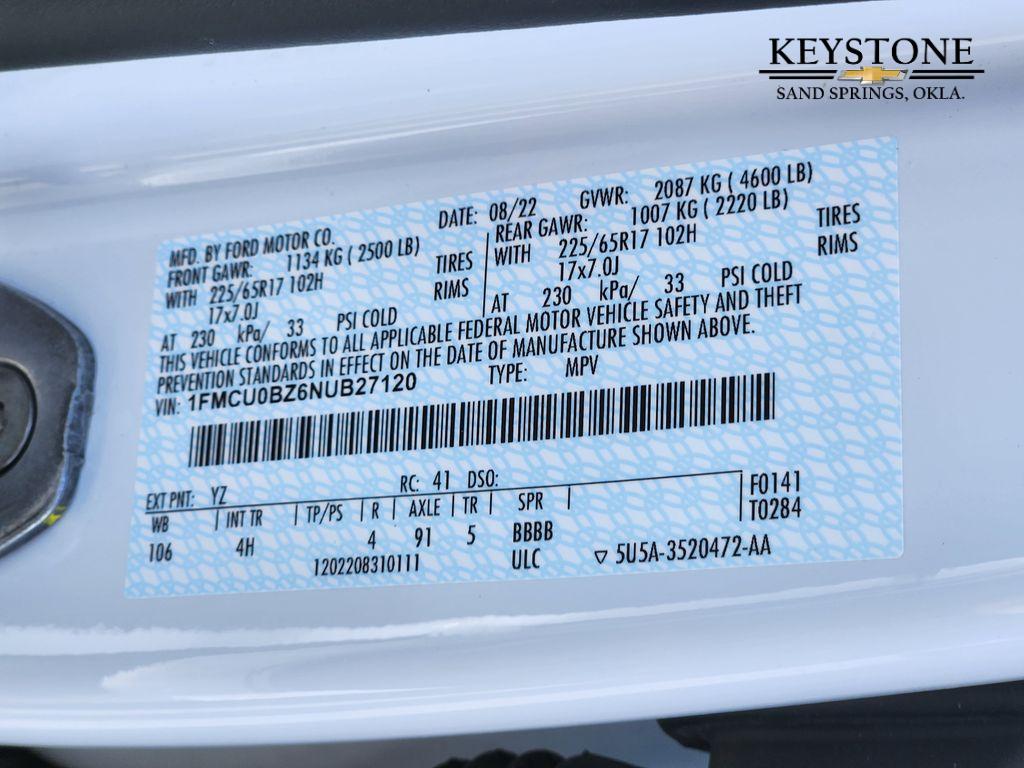 KEYSTONE
SAND SPRINGS, OKLA.
MFD. BY FORD MOTOR CO. DATE: 08/22 GVWR: 2087 KG ( 4600 LB)
FRONT GAWR: 1134 KG ( 2500 LB) REAR GAWR: 1007 KG ( 2220 LB)
WITH 225/65R17 102H TIRES WITH 225/65R17 102H TIRES
17x7.0J RIMS 17x7.0J RIMS
AT 230 kPa/ 33 PSI COLD AT 230 kPa/ 33 PSI COLD
THIS VEHICLE CONFORMS TO ALL APPLICABLE FEDERAL MOTOR VEHICLE SAFETY AND THEFT
PREVENTION STANDARDS IN EFFECT ON THE DATE OF MANUFACTURE SHOWN ABOVE.
VIN: 1FMCU0BZ6NUB27120 TYPE: MPV
EXT PNT: YZ RC: 41 DSO:
WB INT TR TP/PS R AXLE TR SPR F0141
106 4H 4 91 5 BBBB T0284
1202208310111 ULC ▽ 5U5A-3520472-AA